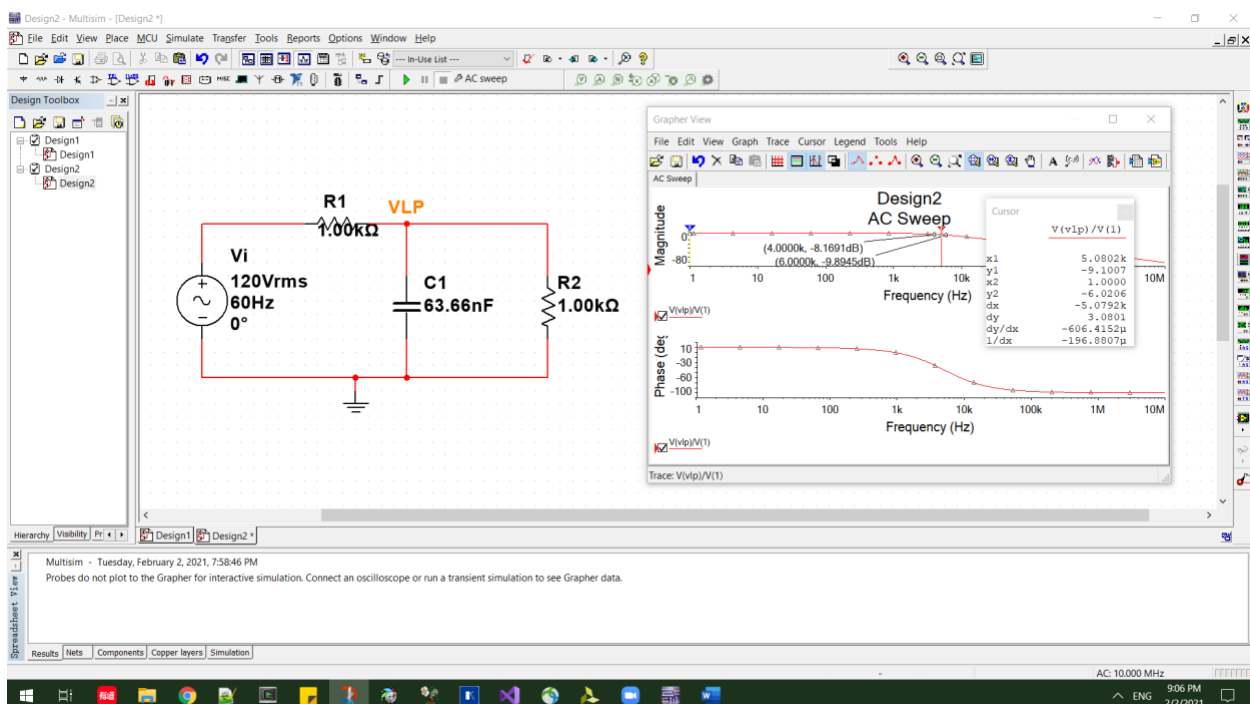 Design2 - Multisim - [Design2 *]
File Edit View Place MCU Simulate Transfer Tools Reports Options Window Help
--- In-Use List ---
AC sweep
Design Toolbox
Design1
Design1
Design2
Design2
R1
1.00kΩ
VLP
Vi
120Vrms
60Hz
0°
C1
63.66nF
R2
1.00kΩ
Grapher View
File Edit View Graph Trace Cursor Legend Tools Help
AC Sweep
Design2
AC Sweep
Magnitude
0
-80
(4.0000k, -8.1691dB)
(6.0000k, -9.8945dB)
1 10 100 1k 10k 10M
Frequency (Hz)
V(vlp)/V(1)
Cursor
V(vlp)/V(1)
x1 5.0802k
y1 -9.1007
x2 1.0000
y2 -6.0206
dx -5.0792k
dy 3.0801
dy/dx -606.4152µ
1/dx -196.8807µ
Phase (deg
10
-30
-60
-100
1 10 100 1k 10k 100k 1M 10M
Frequency (Hz)
V(vlp)/V(1)
Trace: V(vlp)/V(1)
Hierarchy Visibility Pr
Design1 Design2 *
Multisim - Tuesday, February 2, 2021, 7:58:46 PM
Probes do not plot to the Grapher for interactive simulation. Connect an oscilloscope or run a transient simulation to see Grapher data.
Spreadsheet View
Results Nets Components Copper layers Simulation
AC: 10.000 MHz
ENG
9:06 PM
2/2/2021